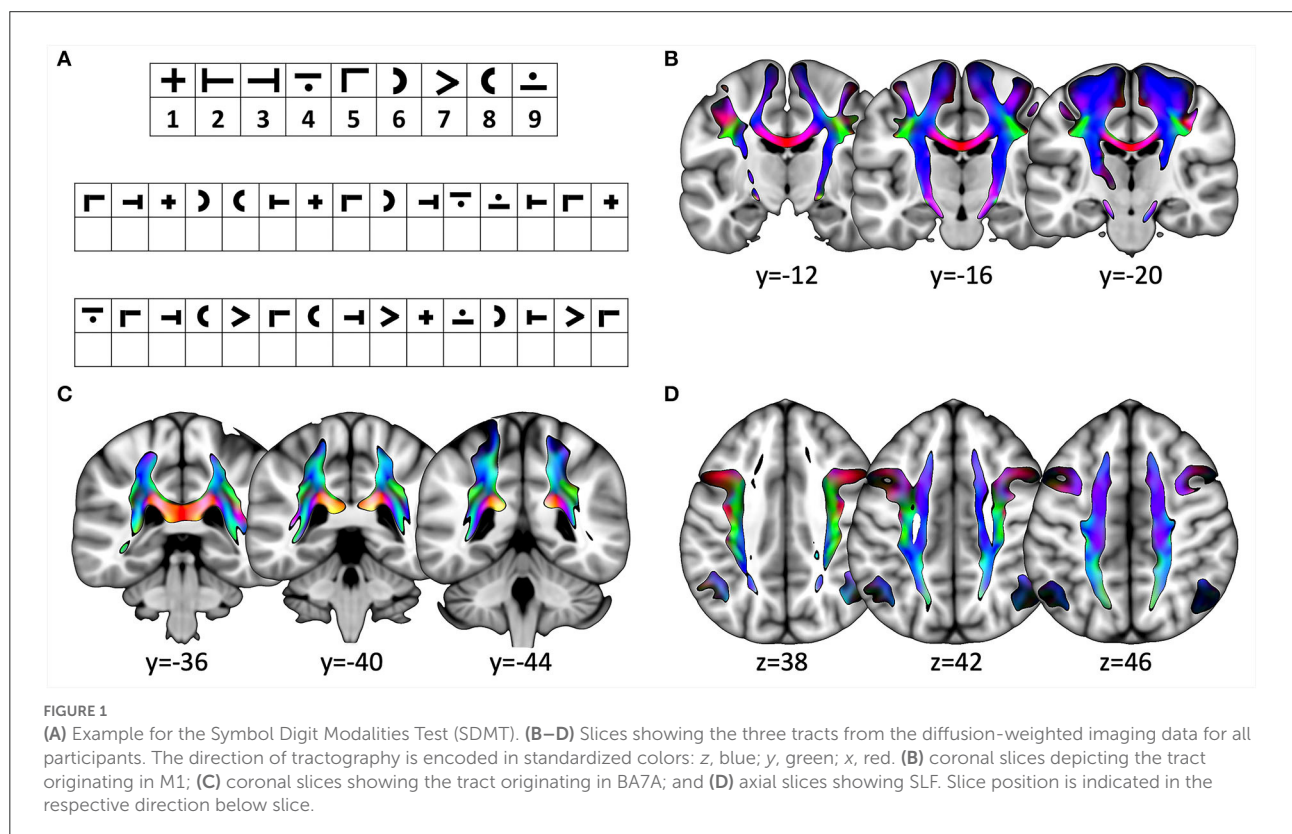 A
1 2 3 4 5 6 7 8 9
B
y=-12 y=-16 y=-20
C
y=-36 y=-40 y=-44
D
z=38 z=42 z=46
FIGURE 1
(A) Example for the Symbol Digit Modalities Test (SDMT). (B–D) Slices showing the three tracts from the diffusion-weighted imaging data for all
participants. The direction of tractography is encoded in standardized colors: z, blue; y, green; x, red. (B) coronal slices depicting the tract
originating in M1; (C) coronal slices showing the tract originating in BA7A; and (D) axial slices showing SLF. Slice position is indicated in the
respective direction below slice.